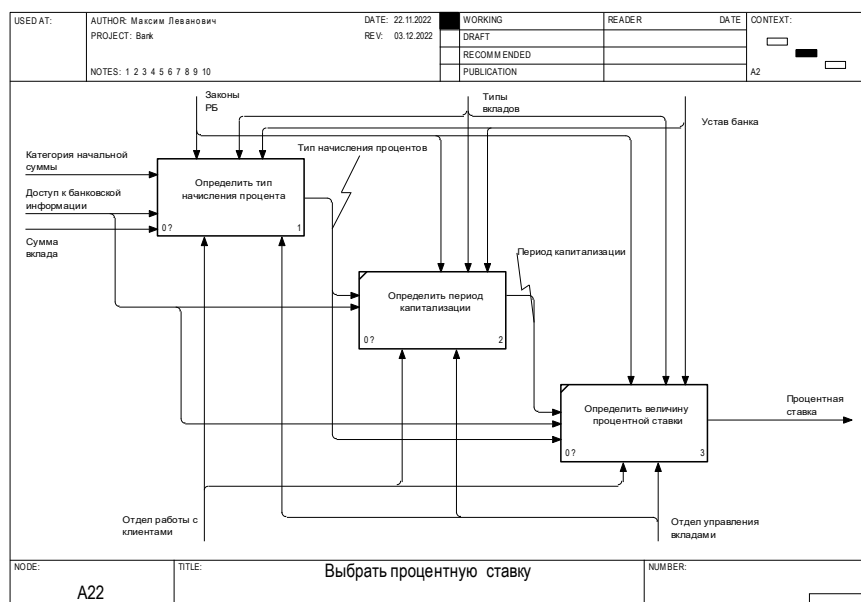 USED AT:
AUTHOR: Максим Леванович
DATE: 22.11.2022
PROJECT: Bank
REV: 03.12.2022
NOTES: 1 2 3 4 5 6 7 8 9 10
WORKING
DRAFT
RECOMMENDED
PUBLICATION
READER
DATE
CONTEXT:
A2
Законы
РБ
Типы
вкладов
Устав банка
Категория начальной
суммы
Тип начисления процентов
Определить тип
начисления процента
0 ?
1
Доступ к банковской
информации
Сумма
вклада
Период капитализации
Определить период
капитализации
0 ?
2
Определить величину
процентной ставки
0 ?
3
Процентная
ставка
Отдел работы с
клиентами
Отдел управления
вкладами
NODE:
A22
TITLE:
Выбрать процентную ставку
NUMBER: